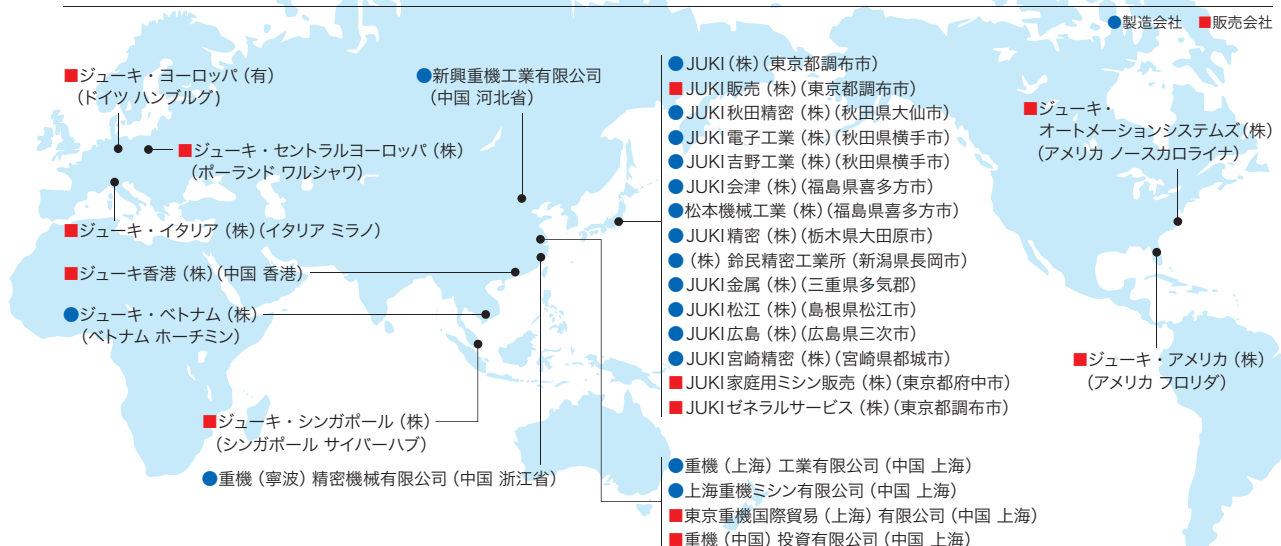 ●製造会社 ■販売会社
■ジューキ・ヨーロッパ(有)
(ドイツ ハンブルグ)
●新興重機工業有限公司
(中国 河北省)
■ジューキ・セントラルヨーロッパ(株)
(ポーランド ワルシャワ)
■ジューキ・イタリア(株)(イタリア ミラノ)
■ジューキ香港(株)(中国 香港)
●ジューキ・ベトナム(株)
(ベトナム ホーチミン)
■ジューキ・シンガポール(株)
(シンガポール サイバーハブ)
●重機(寧波)精密機械有限公司(中国 浙江省)
●JUKI(株)(東京都調布市)
■JUKI販売(株)(東京都調布市)
●JUKI秋田精密(株)(秋田県大仙市)
●JUKI電子工業(株)(秋田県横手市)
●JUKI吉野工業(株)(秋田県横手市)
●JUKI会津(株)(福島県喜多方市)
●松本機械工業(株)(福島県喜多方市)
●JUKI精密(株)(栃木県大田原市)
●(株)鈴民精密工業所(新潟県長岡市)
●JUKI金属(株)(三重県多気郡)
●JUKI松江(株)(島根県松江市)
●JUKI広島(株)(広島県三次市)
●JUKI宮崎精密(株)(宮崎県都城市)
■JUKI家庭用ミシン販売(株)(東京都府中市)
■JUKIゼネラルサービス(株)(東京都調布市)
●重機(上海)工業有限公司(中国 上海)
●上海重機ミシン有限公司(中国 上海)
■東京重機国際貿易(上海)有限公司(中国 上海)
■重機(中国)投資有限公司(中国 上海)
■ジューキ・
オートメーションシステムズ(株)
(アメリカ ノースカロライナ)
■ジューキ・アメリカ(株)
(アメリカ フロリダ)